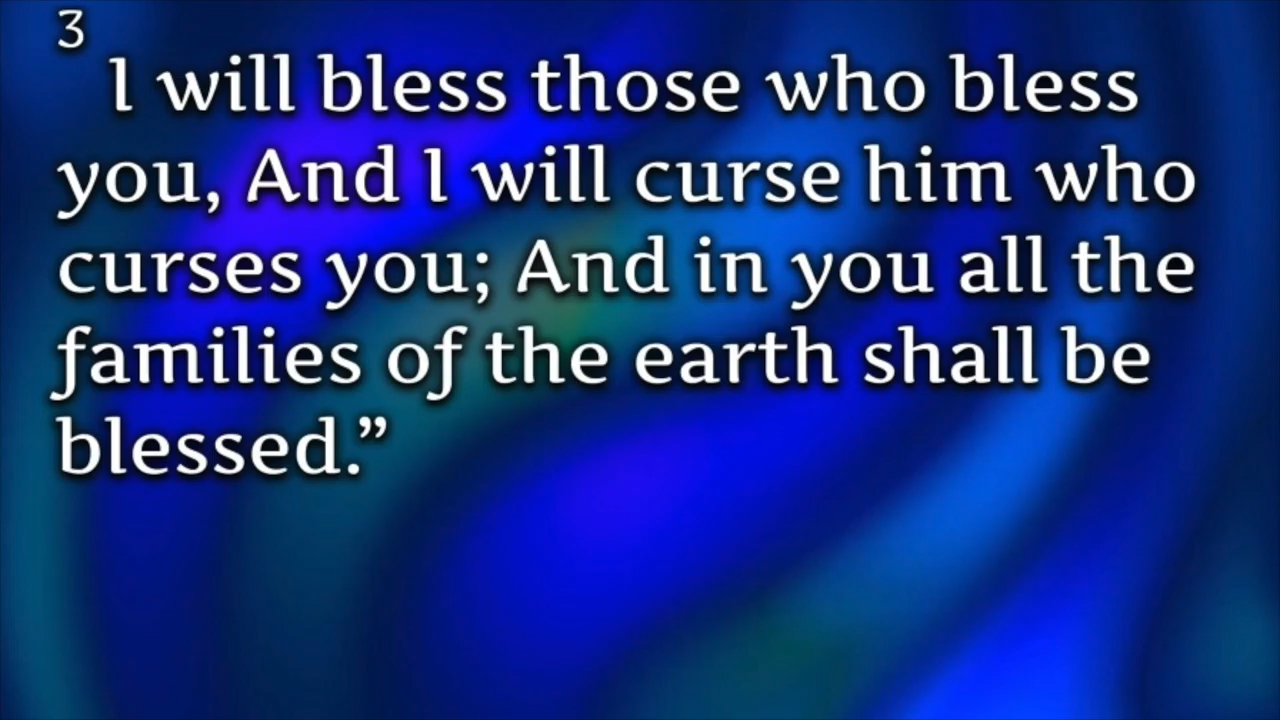 3
I will bless those who bless
you, And I will curse him who
curses you; And in you all the
families of the earth shall be
blessed.”